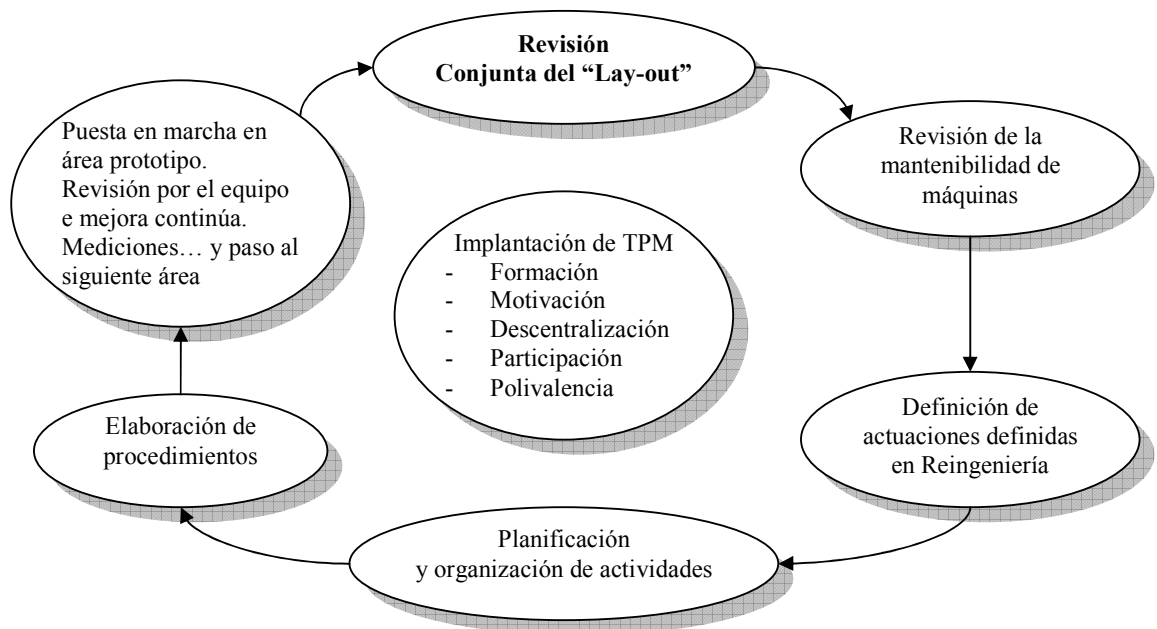 Revisión
Conjunta del “Lay-out”
Revisión de la
mantenibilidad de
máquinas
Definición de
actuaciones definidas
en Reingeniería
Planificación
y organización de actividades
Elaboración de
procedimientos
Puesta en marcha en
área prototipo.
Revisión por el equipo
e mejora continúa.
Mediciones… y paso al
siguiente área
Implantación de TPM
- Formación
- Motivación
- Descentralización
- Participación
- Polivalencia